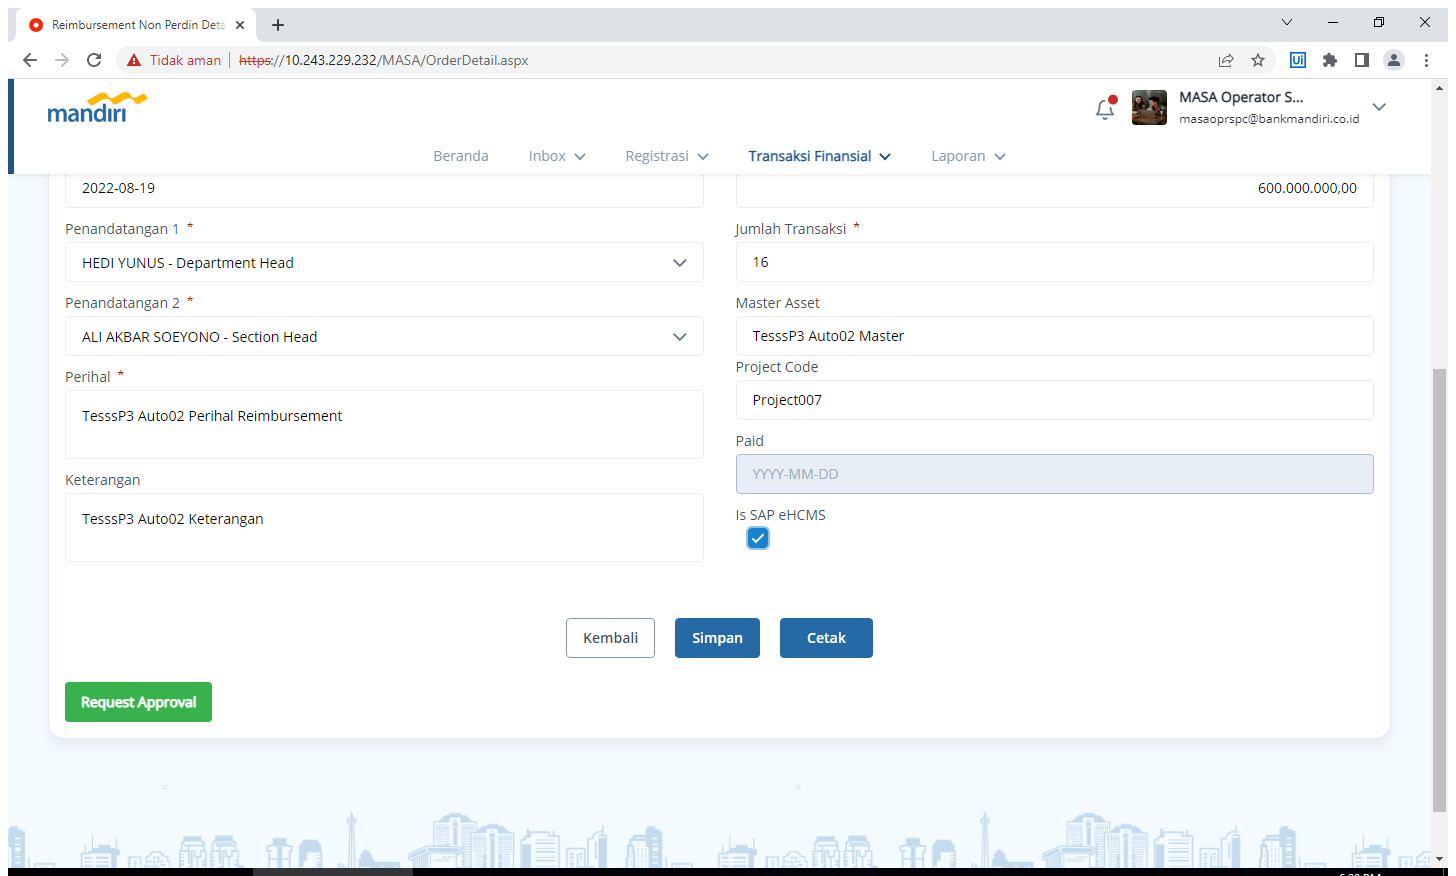 Reimbursement Non Perdin Deta
Tidak aman
https://10.243.229.232/MASA/OrderDetail.aspx
Ui
mandiri
MASA Operator S...
masaoprspc@bankmandiri.co.id
Beranda
Inbox
Registrasi
Transaksi Finansial
Laporan
2022-08-19
600.000.000,00
Penandatangan 1 *
Jumlah Transaksi *
HEDI YUNUS - Department Head
16
Penandatangan 2 *
Master Asset
ALI AKBAR SOEYONO - Section Head
TesssP3 Auto02 Master
Perihal *
Project Code
TesssP3 Auto02 Perihal Reimbursement
Project007
Paid
YYYY-MM-DD
Keterangan
TesssP3 Auto02 Keterangan
Is SAP eHCMS
Kembali
Simpan
Cetak
Request Approval